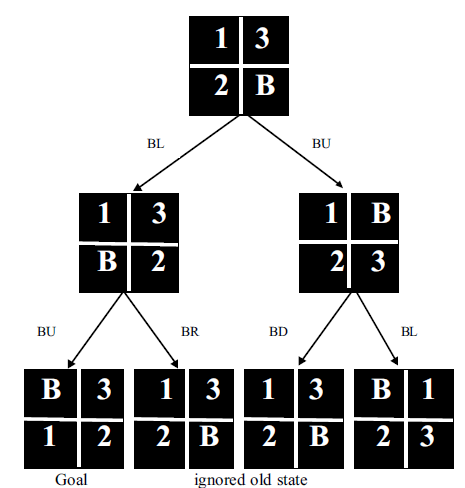 1 3
2 B
BL BU
1 3 1 B
B 2 2 3
BU BR BD BL
B 3 1 3 1 3 B 1
1 2 2 B 2 B 2 3
Goal ignored old state